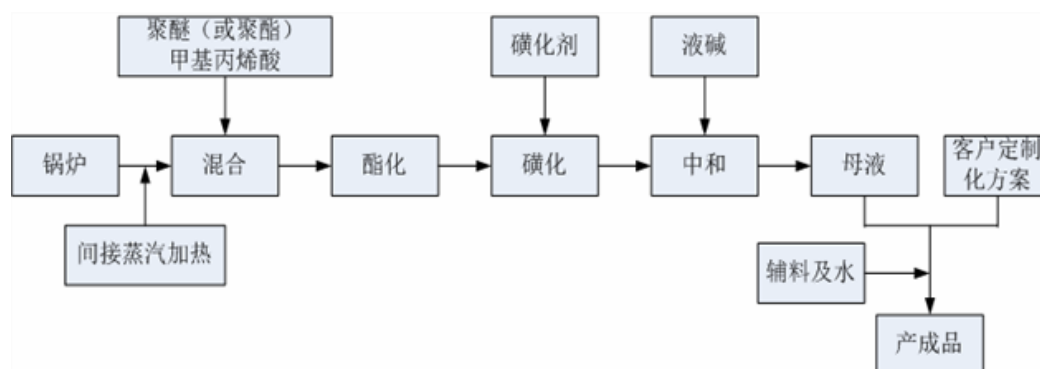 聚醚（或聚酯）
甲基丙烯酸
磺化剂
液碱
锅炉
混合
酯化
磺化
中和
母液
客户定制
化方案
间接蒸汽加热
辅料及水
产成品